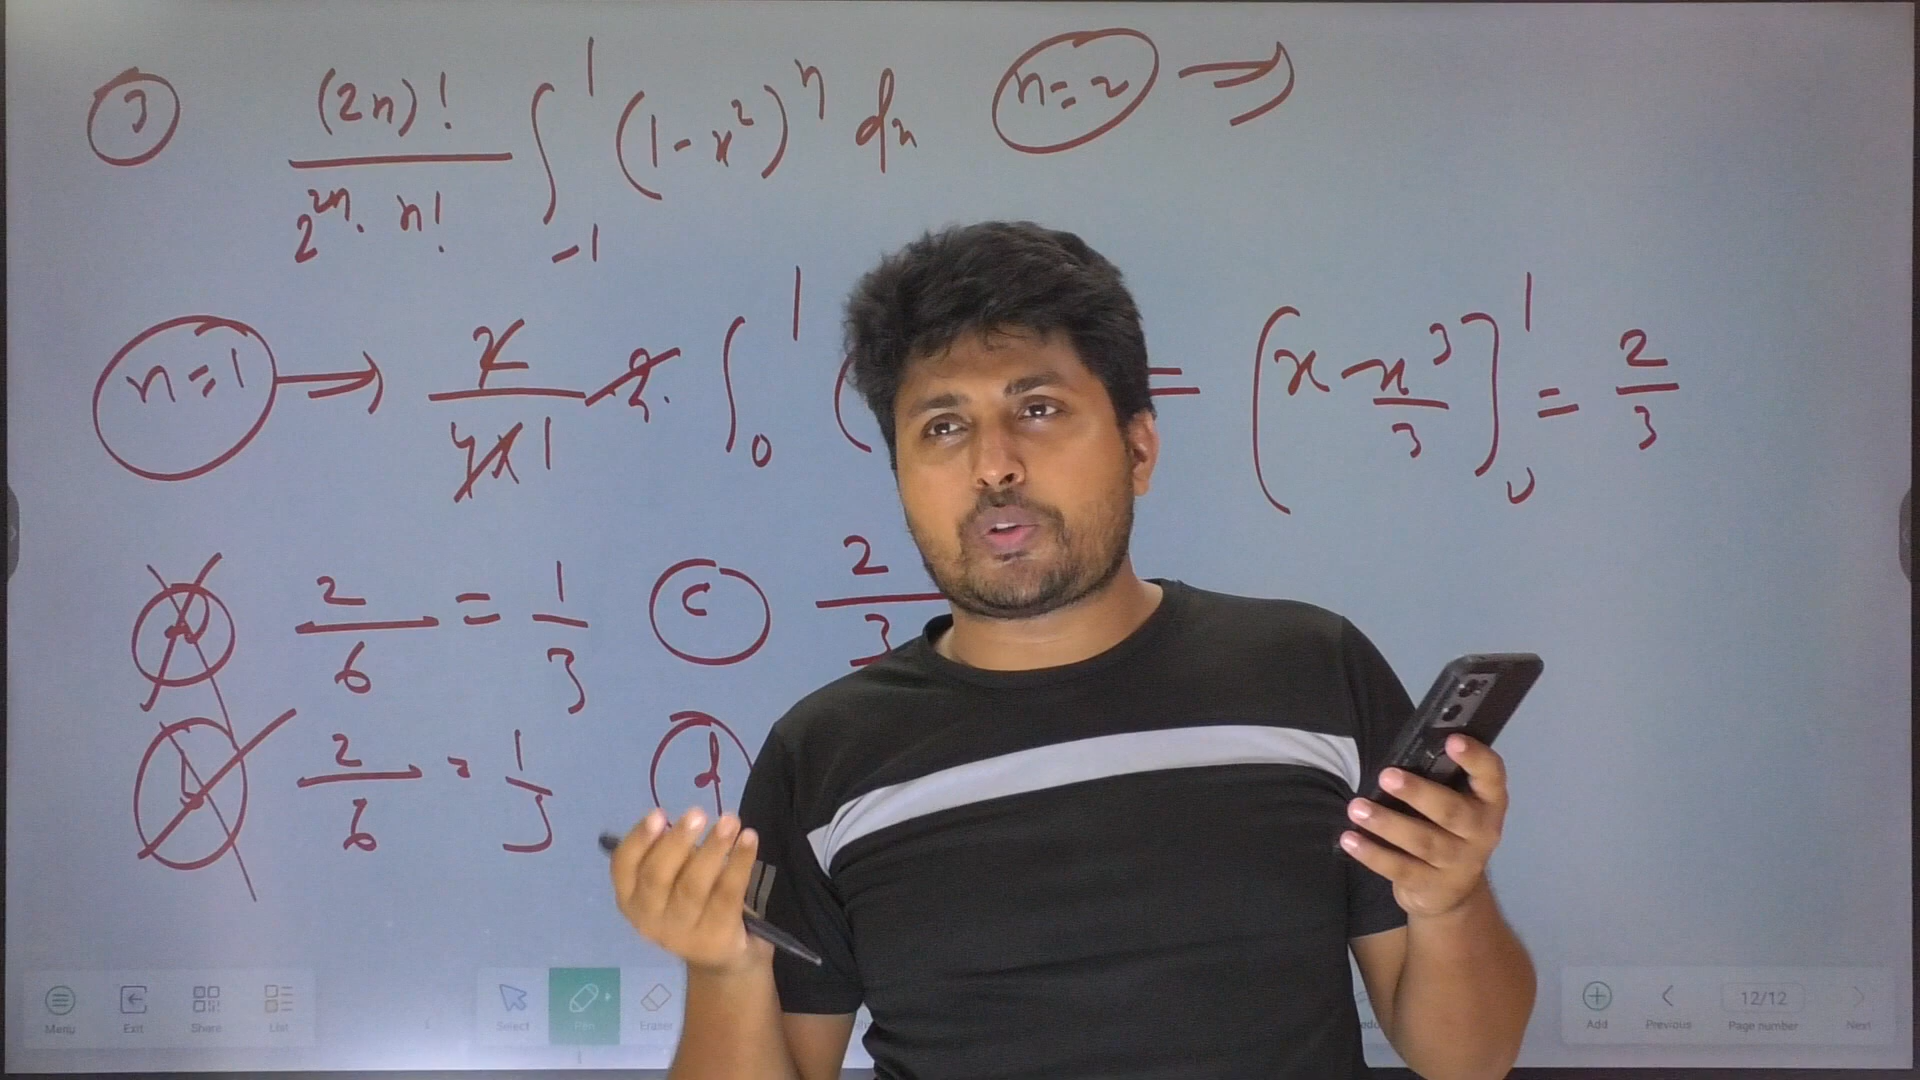 ③ (2n)! / 2^2n · n! ∫_-1^1 (1-x²)^n dx (n=2) ⇒
(n=1) ⇒ 2 / 4×1 2. ∫_0^1 ( = [x - x³/3]_0^1 = 2/3
(A) 2/6 = 1/3
(C) 2/3
(b) 2/6 = 1/3
(d)
Menu
Exit
Share
List
Select
Pen
Eraser
Add
Previous
12/12
Page number
Next